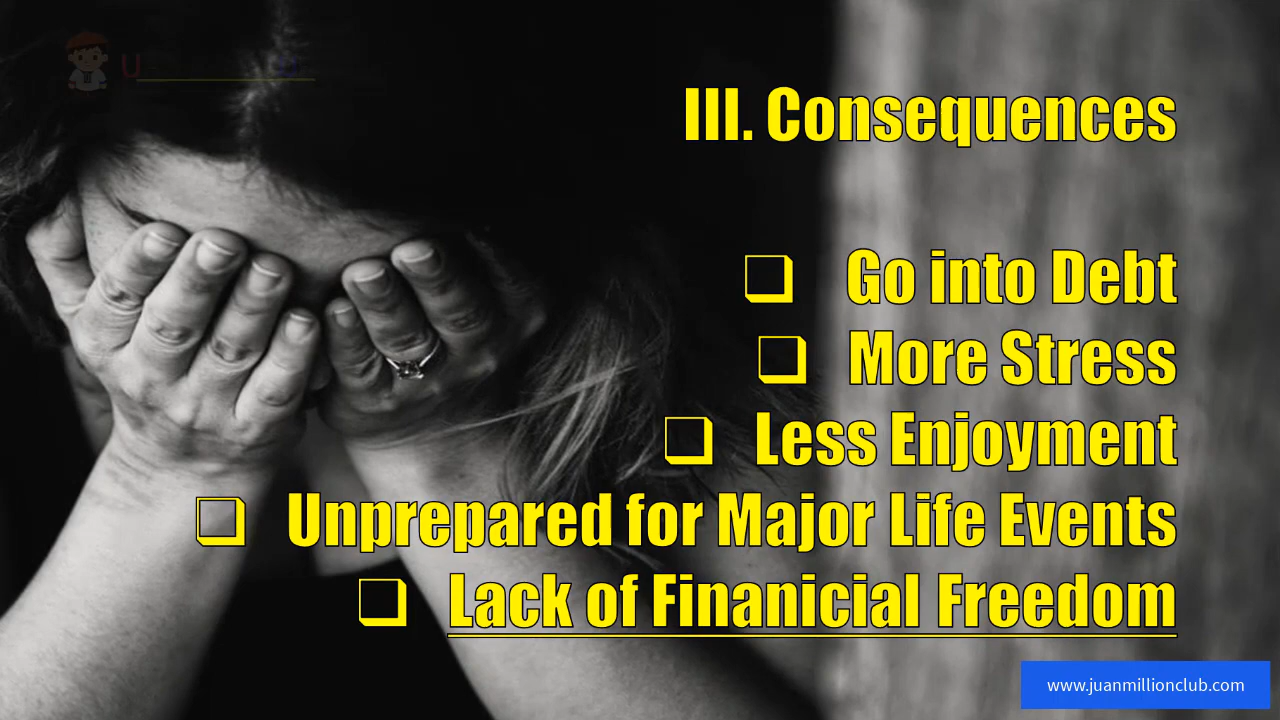 III. Consequences
Go into Debt
More Stress
Less Enjoyment
Unprepared for Major Life Events
Lack of Finanicial Freedom
www.juanmillionclub.com